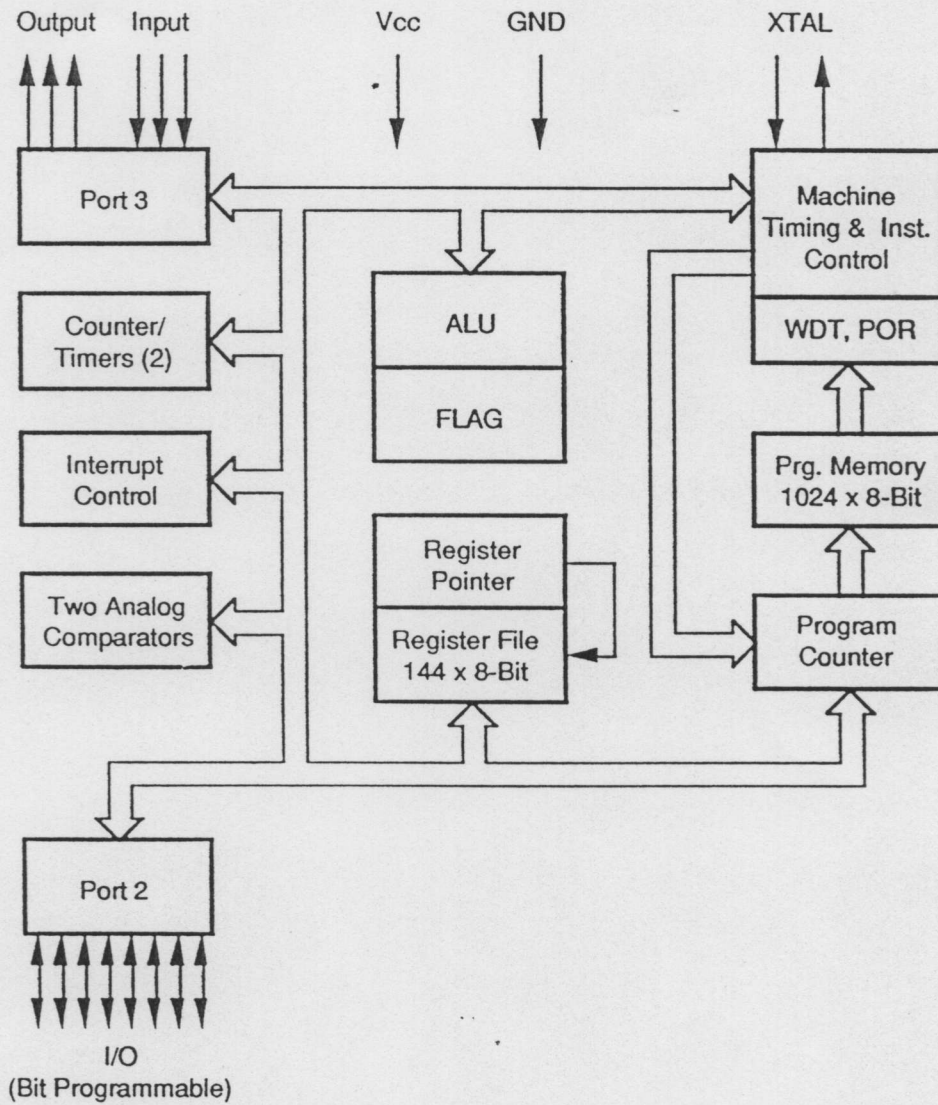 Output
Input
Vcc
GND
XTAL
Port 3
Machine
Timing & Inst.
Control
Counter/
Timers (2)
ALU
WDT, POR
FLAG
Interrupt
Control
Prg. Memory
1024 x 8-Bit
Register
Pointer
Two Analog
Comparators
Register File
144 x 8-Bit
Program
Counter
Port 2
I/O
(Bit Programmable)